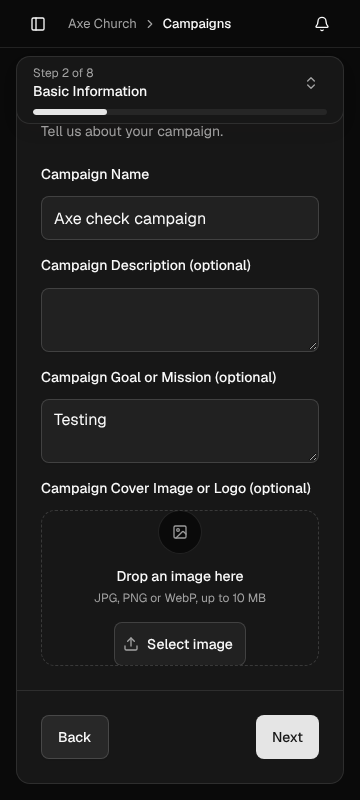 Axe Church > Campaigns
Step 2 of 8
Basic Information
Tell us about your campaign.
Campaign Name
Axe check campaign
Campaign Description (optional)
Campaign Goal or Mission (optional)
Testing
Campaign Cover Image or Logo (optional)
Drop an image here
JPG, PNG or WebP, up to 10 MB
Select image
Back
Next